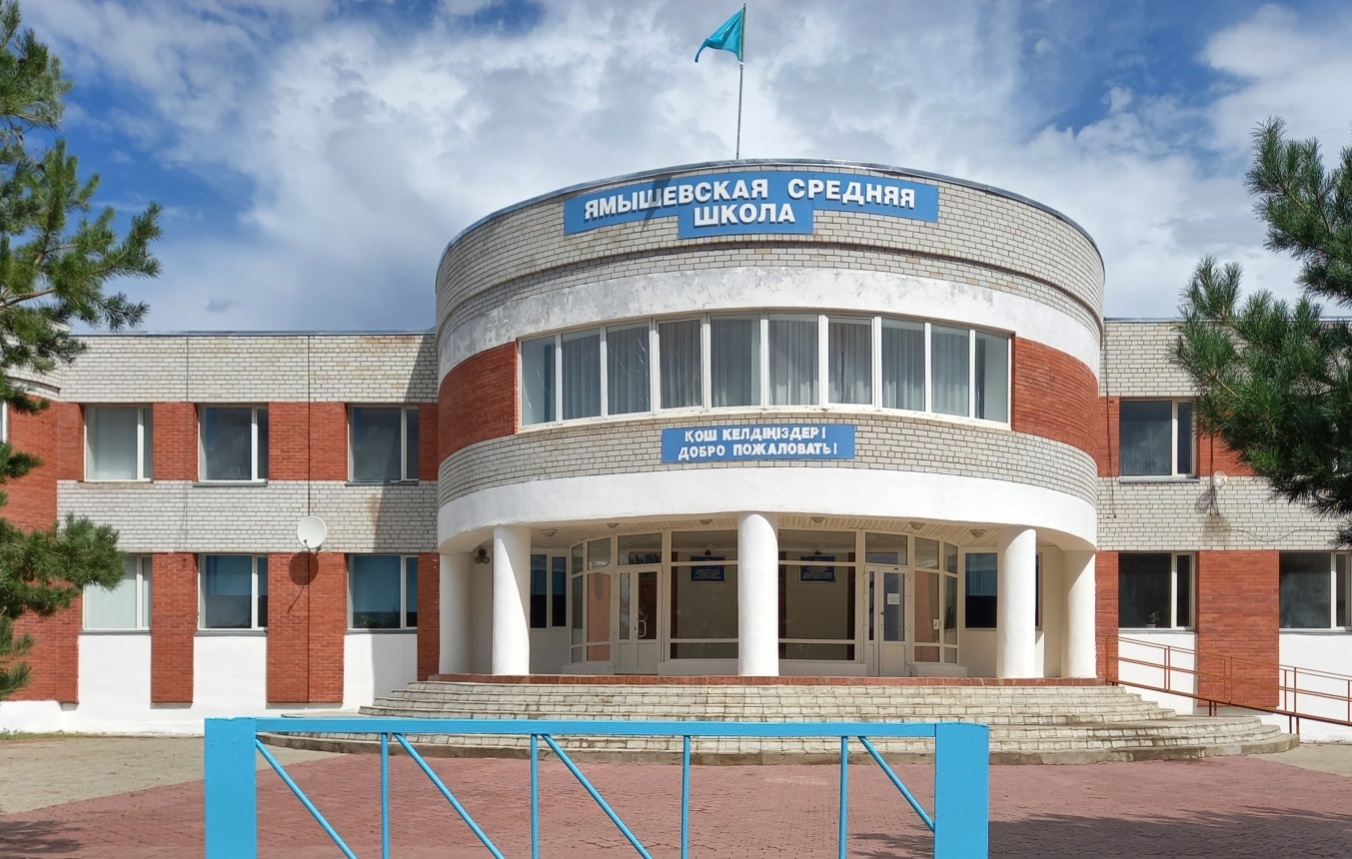 ЯМЫШЕВСКАЯ СРЕДНЯЯ
ШКОЛА
ҚОШ КЕЛДІҢІЗДЕР!
ДОБРО ПОЖАЛОВАТЬ!